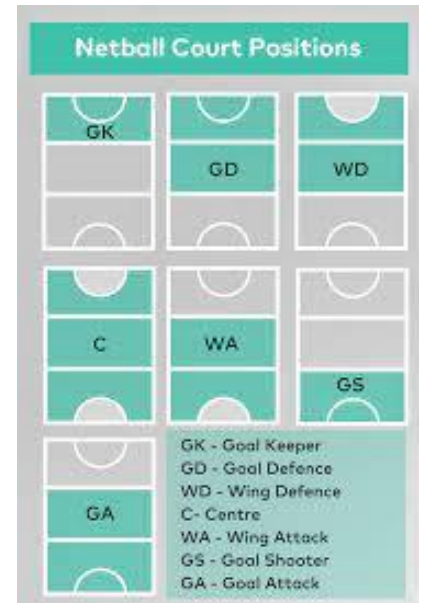 Netball Court Positions
GK
GD
WD
C
WA
GS
GA
GK - Goal Keeper
GD - Goal Defence
WD - Wing Defence
C- Centre
WA - Wing Attack
GS - Goal Shooter
GA - Goal Attack